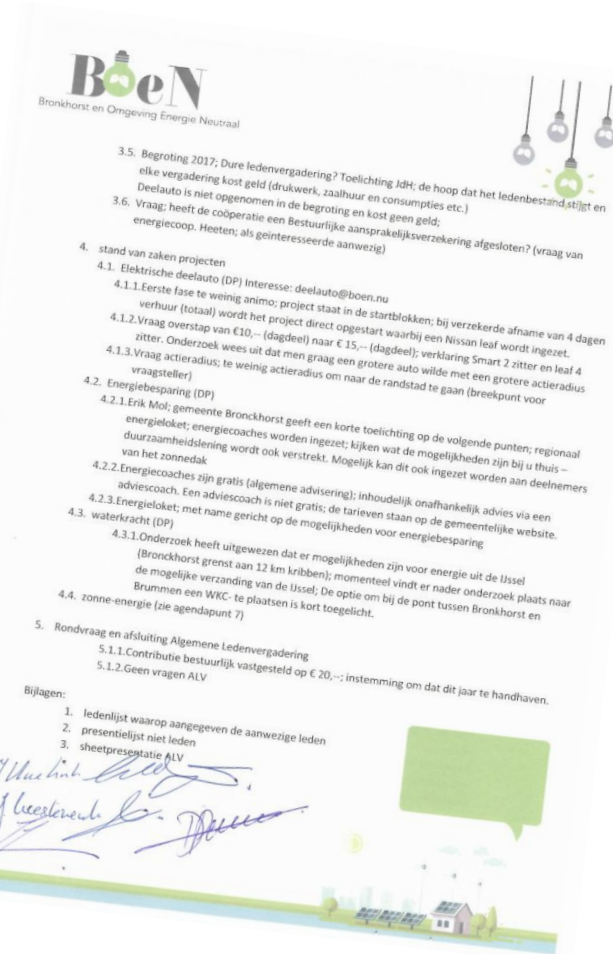 BoeN
Bronkhorst en Omgeving Energie Neutraal
3.5. Begroting 2017; Dure ledenvergadering? Toelichting JdH; de hoop dat het ledenbestand stijgt en
elke vergadering kost geld (drukwerk, zaalhuur en consumpties etc.)
Deelauto is niet opgenomen in de begroting en kost geen geld;
3.6. Vraag; heeft de coöperatie een Bestuurlijke aansprakelijksverzekering afgesloten? (vraag van
energiecoop. Heeten; als geïnteresseerde aanwezig)
4. stand van zaken projecten
4.1. Elektrische deelauto (DP) Interesse: deelauto@boen.nu
4.1.1.Eerste fase te weinig animo; project staat in de startblokken; bij verzekerde afname van 4 dagen
verhuur (totaal) wordt het project direct opgestart waarbij een Nissan leaf wordt ingezet.
4.1.2.Vraag overstap van €10,-- (dagdeel) naar € 15,-- (dagdeel); verklaring Smart 2 zitter en leaf 4
zitter. Onderzoek wees uit dat men graag een grotere auto wilde met een grotere actieradius
4.1.3.Vraag actieradius; te weinig actieradium om naar de randstad te gaan (breekpunt voor
vraagsteller)
4.2. Energiebesparing (DP)
4.2.1.Erik Mol; gemeente Bronckhorst geeft een korte toelichting op de volgende punten; regionaal
energieloket; energiecoaches worden ingezet; kijken wat de mogelijkheden zijn bij u thuis –
duurzaamheidslening wordt ook verstrekt. Mogelijk kan dit ook ingezet worden aan deelnemers
van het zonnedak
4.2.2.Energiecoaches zijn gratis (algemene advisering); inhoudelijk onafhankelijk advies via een
adviescoach. Een adviescoach is niet gratis; de tarieven staan op de gemeentelijke website.
4.2.3.Energieloket; met name gericht op de mogelijkheden voor energiebesparing
4.3. waterkracht (DP)
4.3.1.Onderzoek heeft uitgewezen dat er mogelijkheden zijn voor energie uit de IJssel
(Bronckhorst grenst aan 12 km kribben); momenteel vindt er nader onderzoek plaats naar
de mogelijke verzanding van de IJssel; De optie om bij de pont tussen Bronkhorst en
Brummen een WKC- te plaatsen is kort toegelicht.
4.4. zonne-energie (zie agendapunt 7)
5. Rondvraag en afsluiting Algemene Ledenvergadering
5.1.1.Contributie bestuurlijk vastgesteld op € 20,--; instemming om dat dit jaar te handhaven.
5.1.2.Geen vragen ALV
Bijlagen:
1. ledenlijst waarop aangegeven de aanwezige leden
2. presentielijst niet leden
3. sheetpresentatie ALV